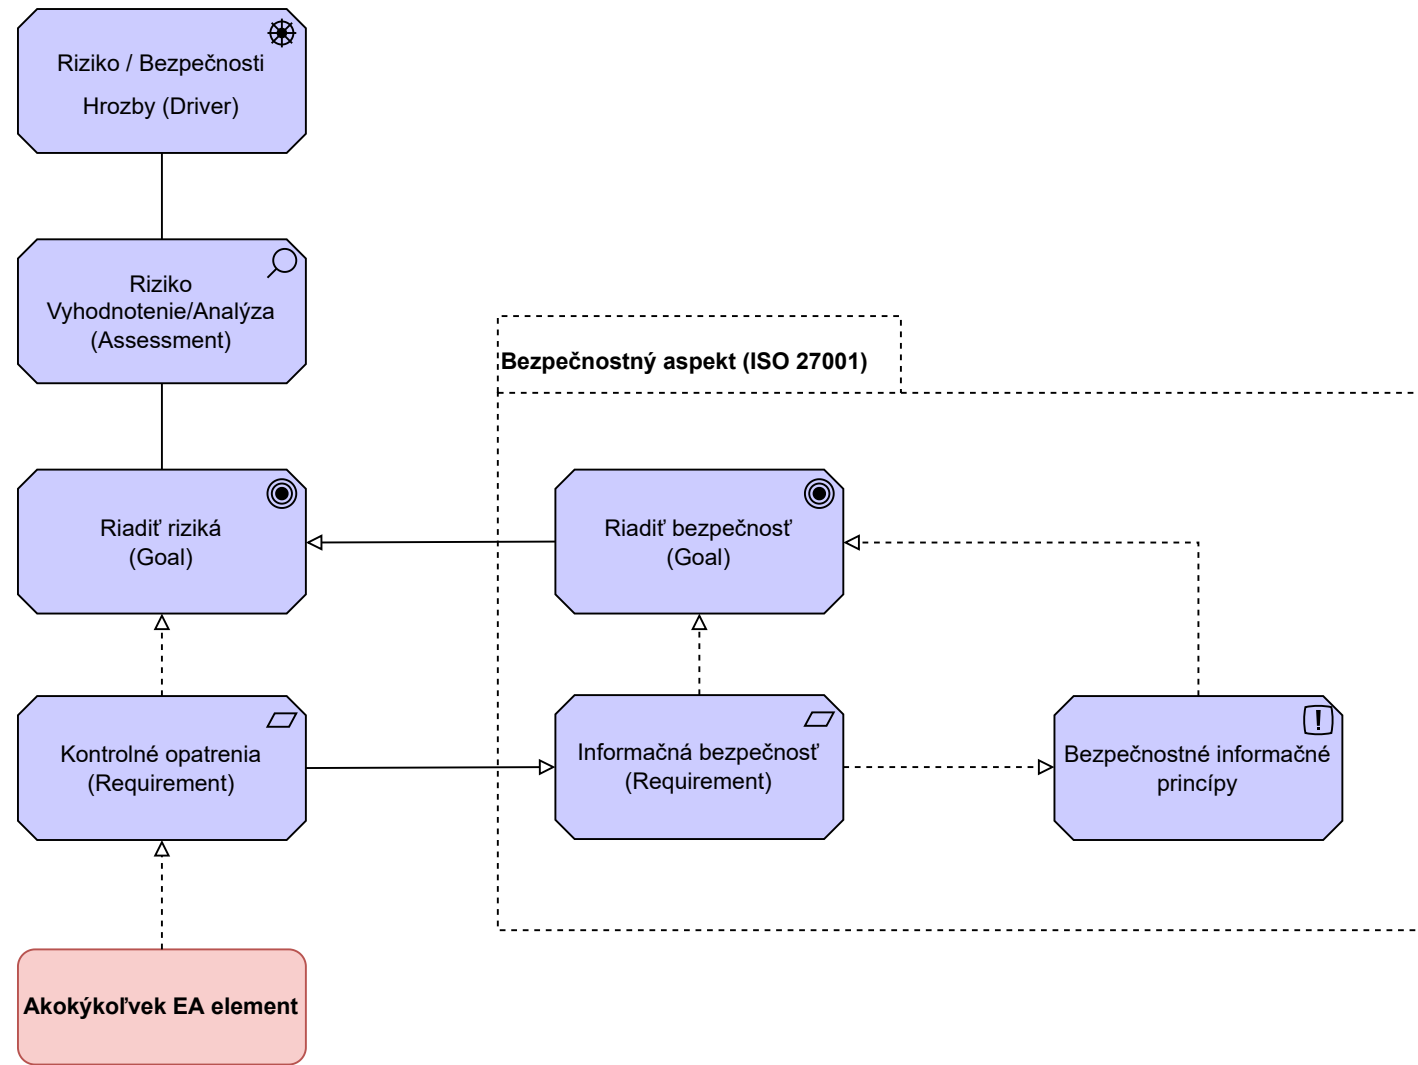 Riziko / Bezpečnosti
Hrozby (Driver)
Riziko
Vyhodnotenie/Analýza
(Assessment)
Bezpečnostný aspekt (ISO 27001)
Riadiť riziká
(Goal)
Riadiť bezpečnosť
(Goal)
Kontrolné opatrenia
(Requirement)
Informačná bezpečnosť
(Requirement)
Bezpečnostné informačné
princípy
Akokýkoľvek EA element